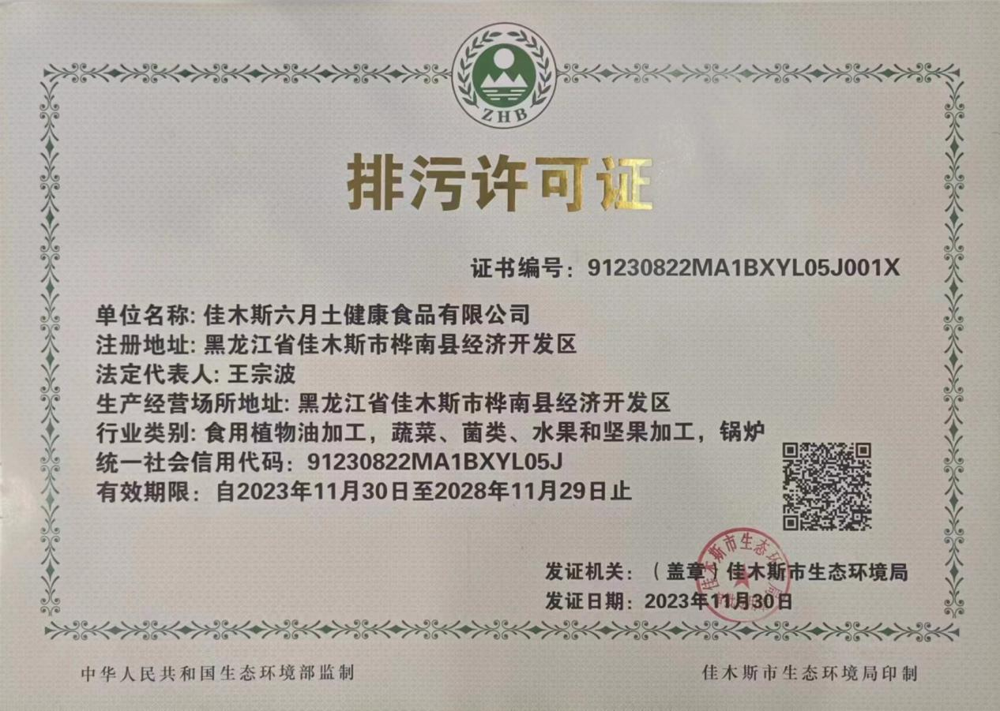 ZHB
排污许可证
证书编号：91230822MA1BXYL05J001X
单位名称: 佳木斯六月土健康食品有限公司
注册地址: 黑龙江省佳木斯市桦南县经济开发区
法定代表人: 王宗波
生产经营场所地址: 黑龙江省佳木斯市桦南县经济开发区
行业类别: 食用植物油加工，蔬菜、菌类、水果和坚果加工，锅炉
统一社会信用代码：91230822MA1BXYL05J
有效期限：自2023年11月30日至2028年11月29日止
发证机关：（盖章）佳木斯市生态环境局
发证日期：2023年11月30日
佳木斯市生态环 局
中华人民共和国生态环境部监制
佳木斯市生态环境局印制